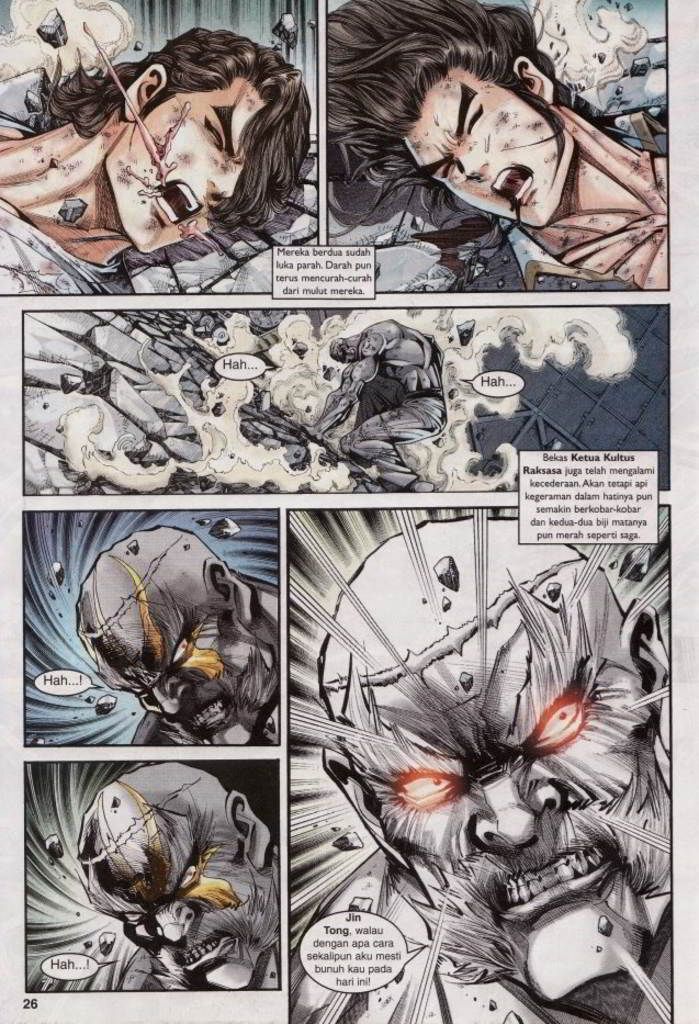 Mereka berdua sudah
luka parah. Darah pun
terus mencurah-curah
dari mulut mereka.
Hah...
Hah...
Bekas Ketua Kultus
Raksasa juga telah mengalami
kecederaan. Akan tetapi api
kegeraman dalam hatinya pun
semakin berkobar-kobar
dan kedua-dua biji matanya
pun merah seperti saga.
Hah...!
Hah...!
Jin
Tong, walau
dengan apa cara
sekalipun aku mesti
bunuh kau pada
hari ini!
26